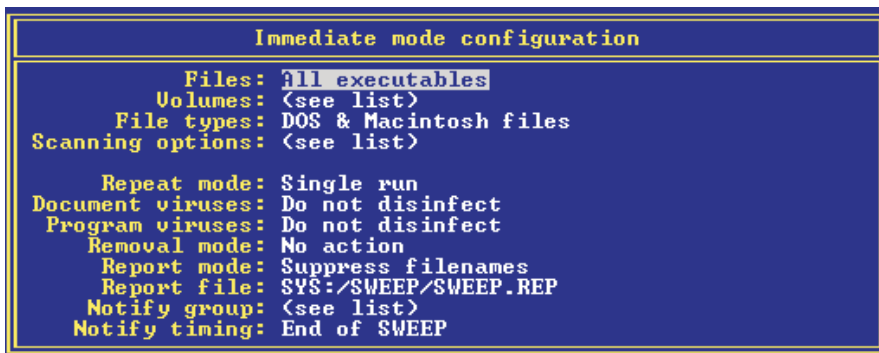 Immediate mode configuration
Files: All executables
Volumes: <see list>
File types: DOS & Macintosh files
Scanning options: <see list>
Repeat mode: Single run
Document viruses: Do not disinfect
Program viruses: Do not disinfect
Removal mode: No action
Report mode: Suppress filenames
Report file: SYS:/SWEEP/SWEEP.REP
Notify group: <see list>
Notify timing: End of SWEEP